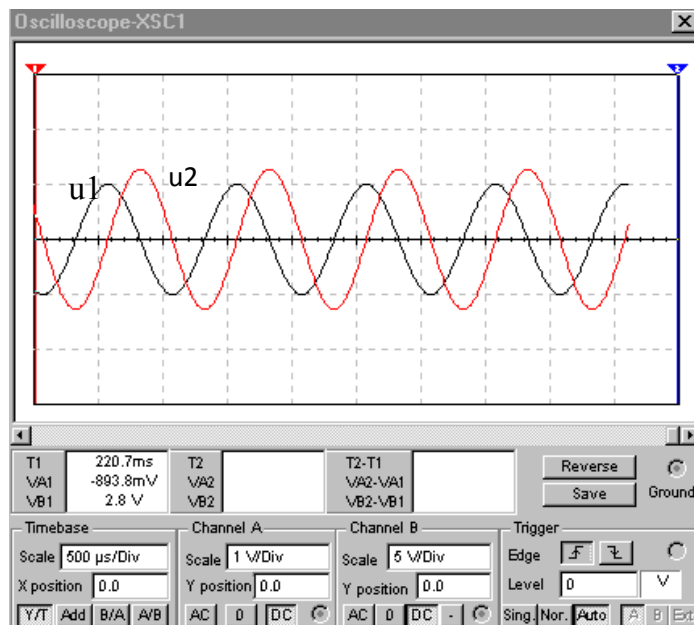 Oscilloscope-XSC1
1 2
u1 u2
T1 220.7ms T2 T2-T1 Reverse
VA1 -893.8mV VA2 VA2-VA1
VB1 2.8 V VB2 VB2-VB1 Save Ground
Timebase Channel A Channel B Trigger
Scale 500 µs/Div Scale 1 V/Div Scale 5 V/Div Edge
X position 0.0 Y position 0.0 Y position 0.0 Level 0 V
Y/T Add B/A A/B AC 0 DC AC 0 DC - Sing. Nor. Auto A B Ext